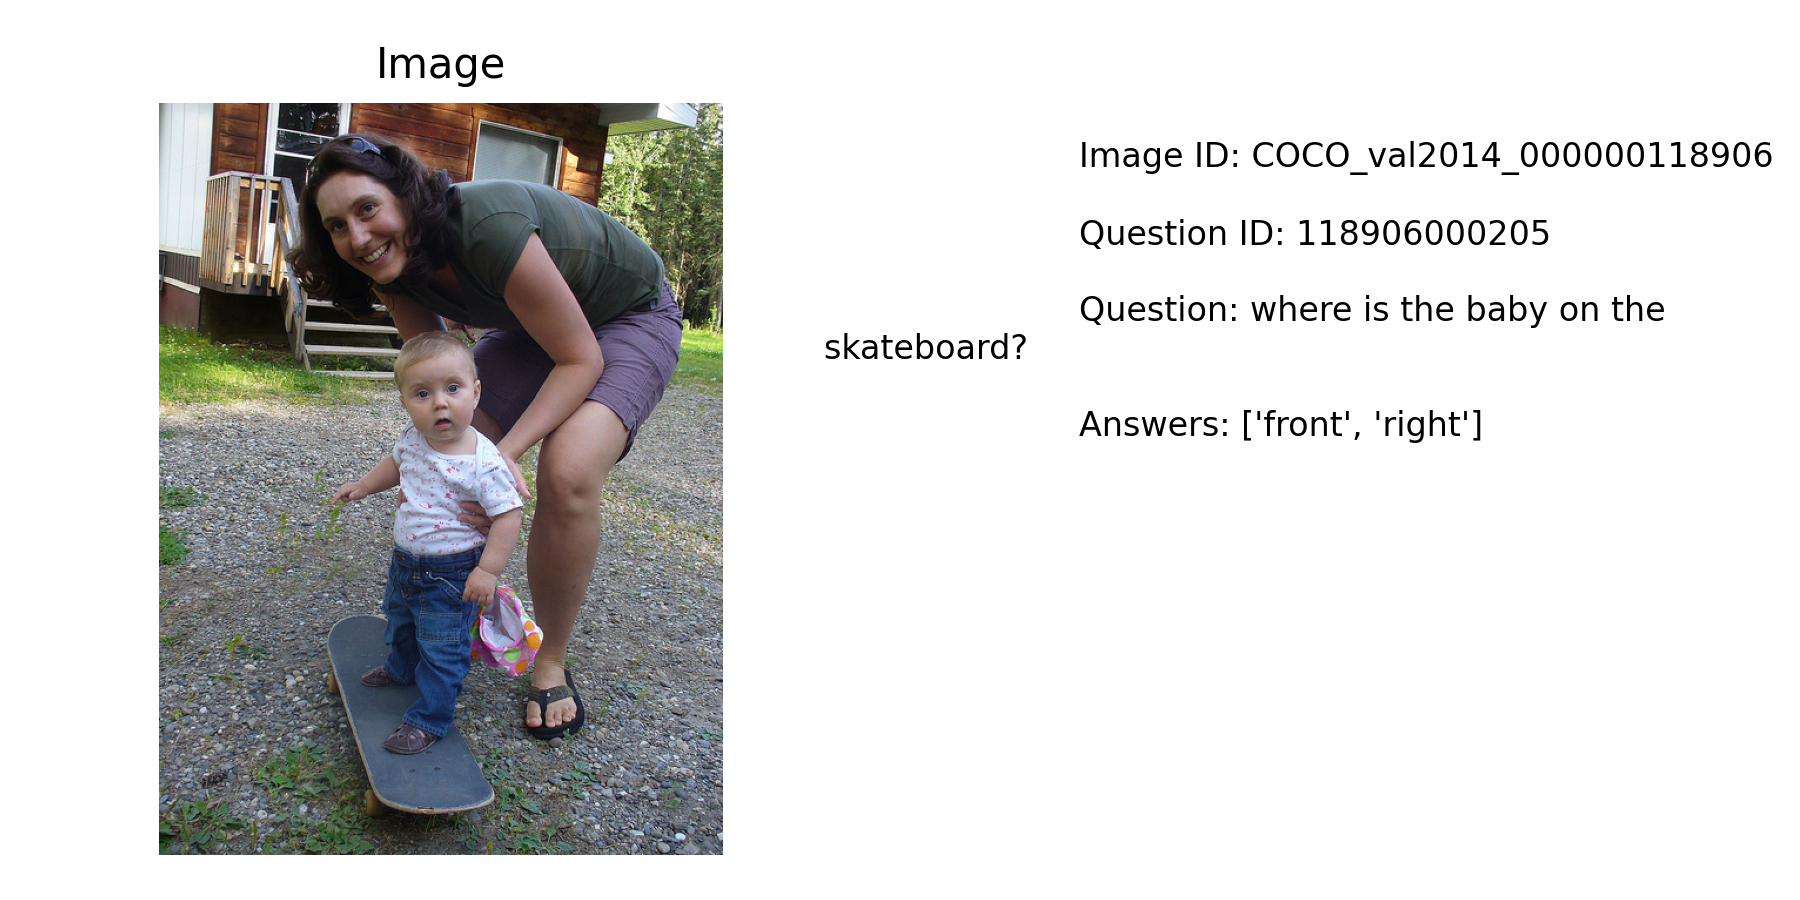 Image
Image ID: COCO_val2014_000000118906
Question ID: 118906000205
Question: where is the baby on the
skateboard?
Answers: ['front', 'right']